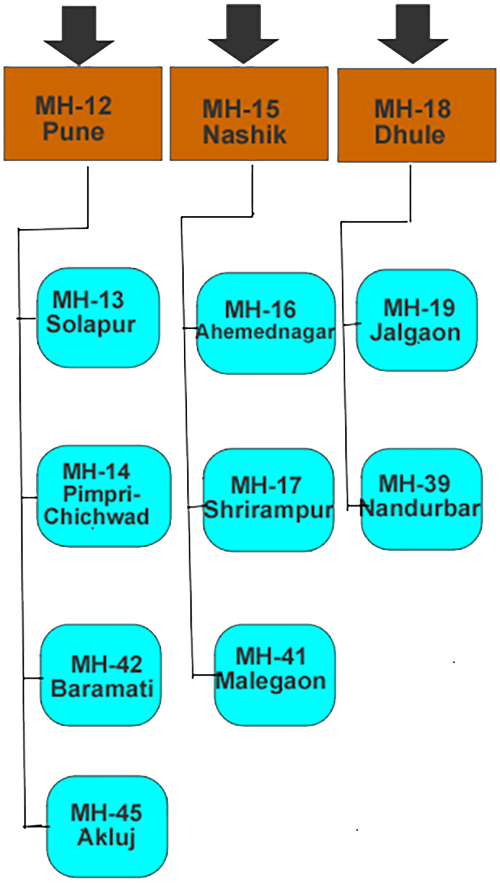 MH-12
Pune
MH-15
Nashik
MH-18
Dhule
MH-13
Solapur
MH-14
Pimpri-
Chichwad
MH-42
Baramati
MH-45
Akluj
MH-16
Ahemednagar
MH-17
Shrirampur
MH-41
Malegaon
MH-19
Jalgaon
MH-39
Nandurbar